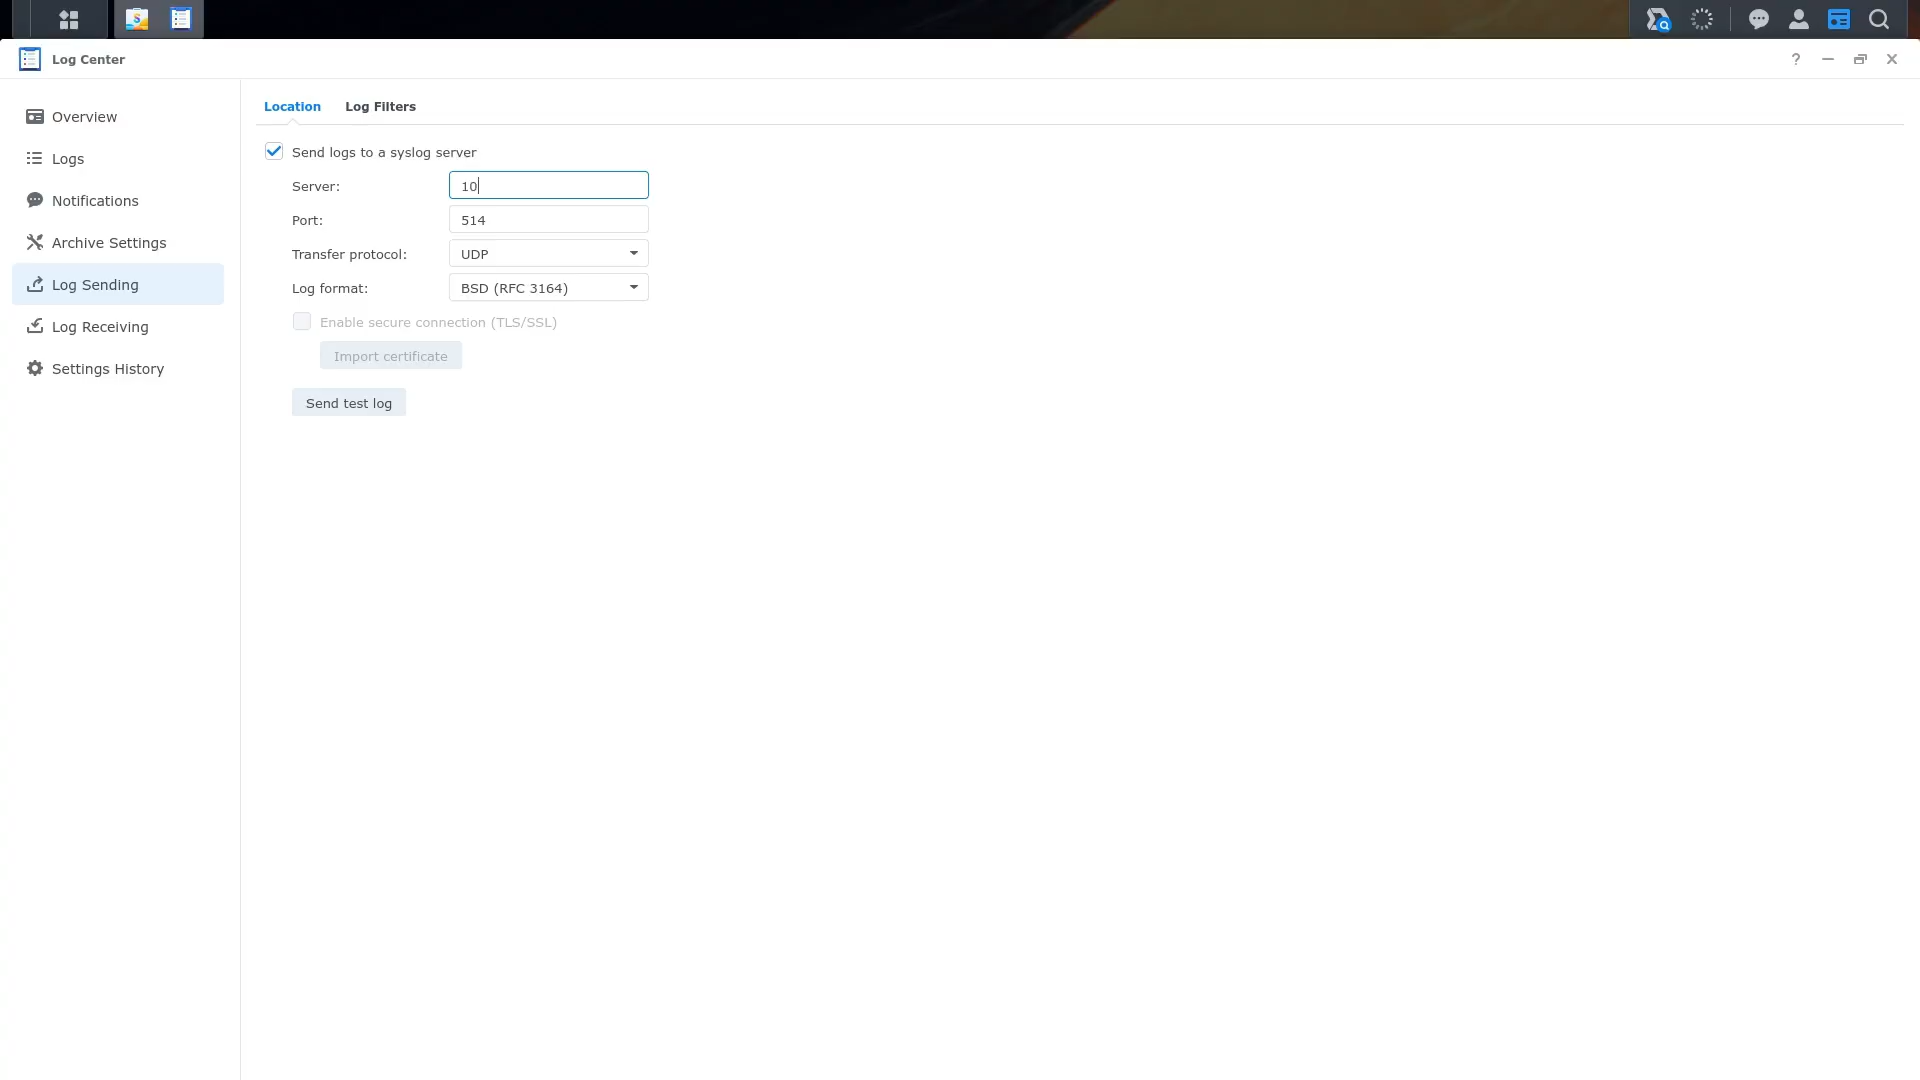 Log Center
?
Overview
Logs
Notifications
Archive Settings
Log Sending
Log Receiving
Settings History
Location
Log Filters
Send logs to a syslog server
Server:
10
Port:
514
Transfer protocol:
UDP
Log format:
BSD (RFC 3164)
Enable secure connection (TLS/SSL)
Import certificate
Send test log